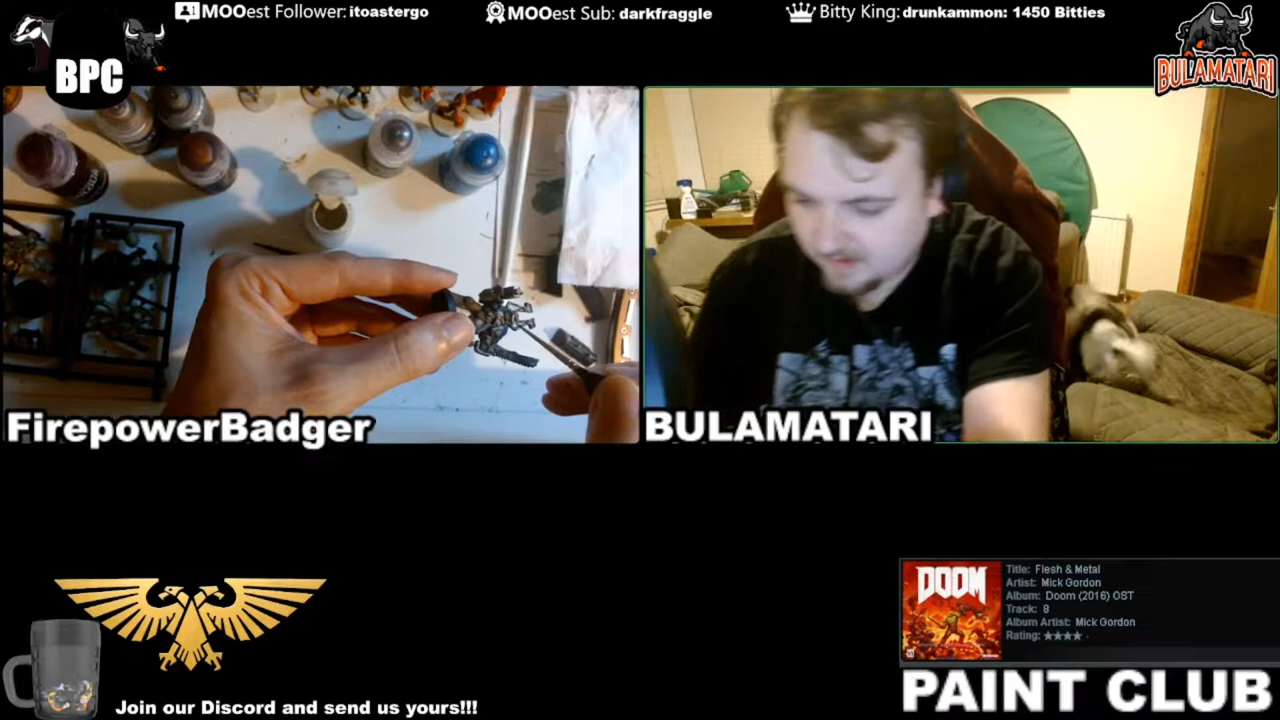 MOOest Follower: itoastergo
MOOest Sub: darkfraggle
Bitty King: drunkammon: 1450 Bitties
BPC
BULAMATARI
FirepowerBadger
BULAMATARI
DOOM
Title: Flesh & Metal
Artist: Mick Gordon
Album: Doom (2016) OST
Track: 8
Album Artist: Mick Gordon
Rating: ★★★★
Join our Discord and send us yours!!!
PAINT CLUB